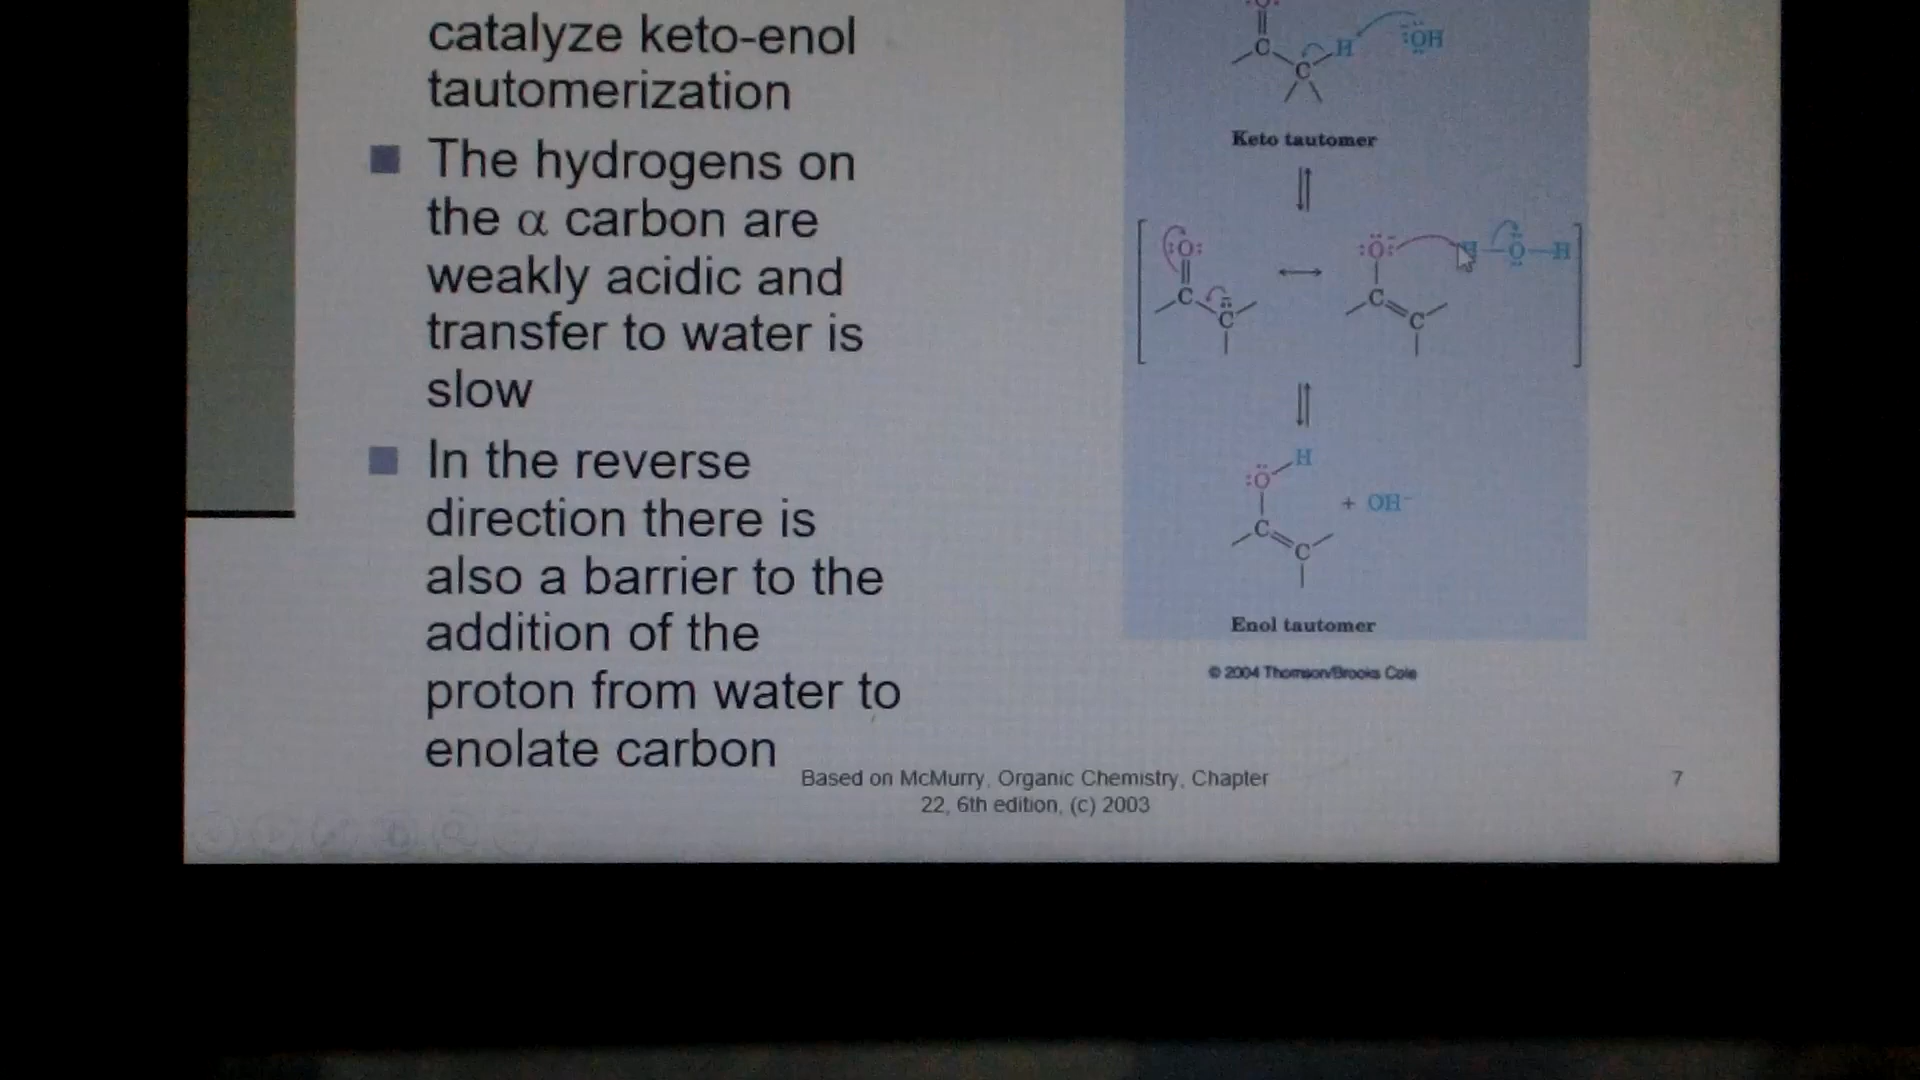 catalyze keto-enol
tautomerization
The hydrogens on
the α carbon are
weakly acidic and
transfer to water is
slow
In the reverse
direction there is
also a barrier to the
addition of the
proton from water to
enolate carbon
C C H :ÖH
Keto tautomer
:O: :Ö: H Ö H
C C C C
:Ö H
+ OH⁻
C C
Enol tautomer
© 2004 Thomson/Brooks Cole
Based on McMurry, Organic Chemistry, Chapter
22, 6th edition, (c) 2003
7